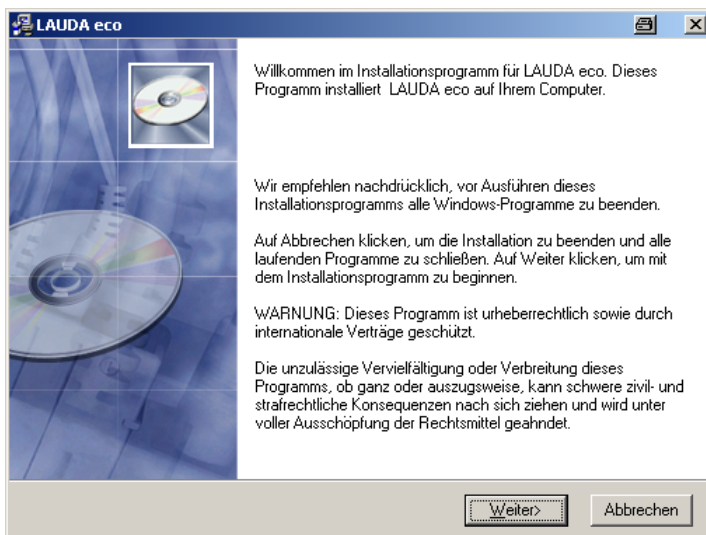 LAUDA eco
Willkommen im Installationsprogramm für LAUDA eco. Dieses
Programm installiert LAUDA eco auf Ihrem Computer.
Wir empfehlen nachdrücklich, vor Ausführen dieses
Installationsprogramms alle Windows-Programme zu beenden.
Auf Abbrechen klicken, um die Installation zu beenden und alle
laufenden Programme zu schließen. Auf Weiter klicken, um mit
dem Installationsprogramm zu beginnen.
WARNUNG: Dieses Programm ist urheberrechtlich sowie durch
internationale Verträge geschützt.
Die unzulässige Vervielfältigung oder Verbreitung dieses
Programms, ob ganz oder auszugsweise, kann schwere zivil- und
strafrechtliche Konsequenzen nach sich ziehen und wird unter
voller Ausschöpfung der Rechtsmittel geahndet.
Weiter>
Abbrechen